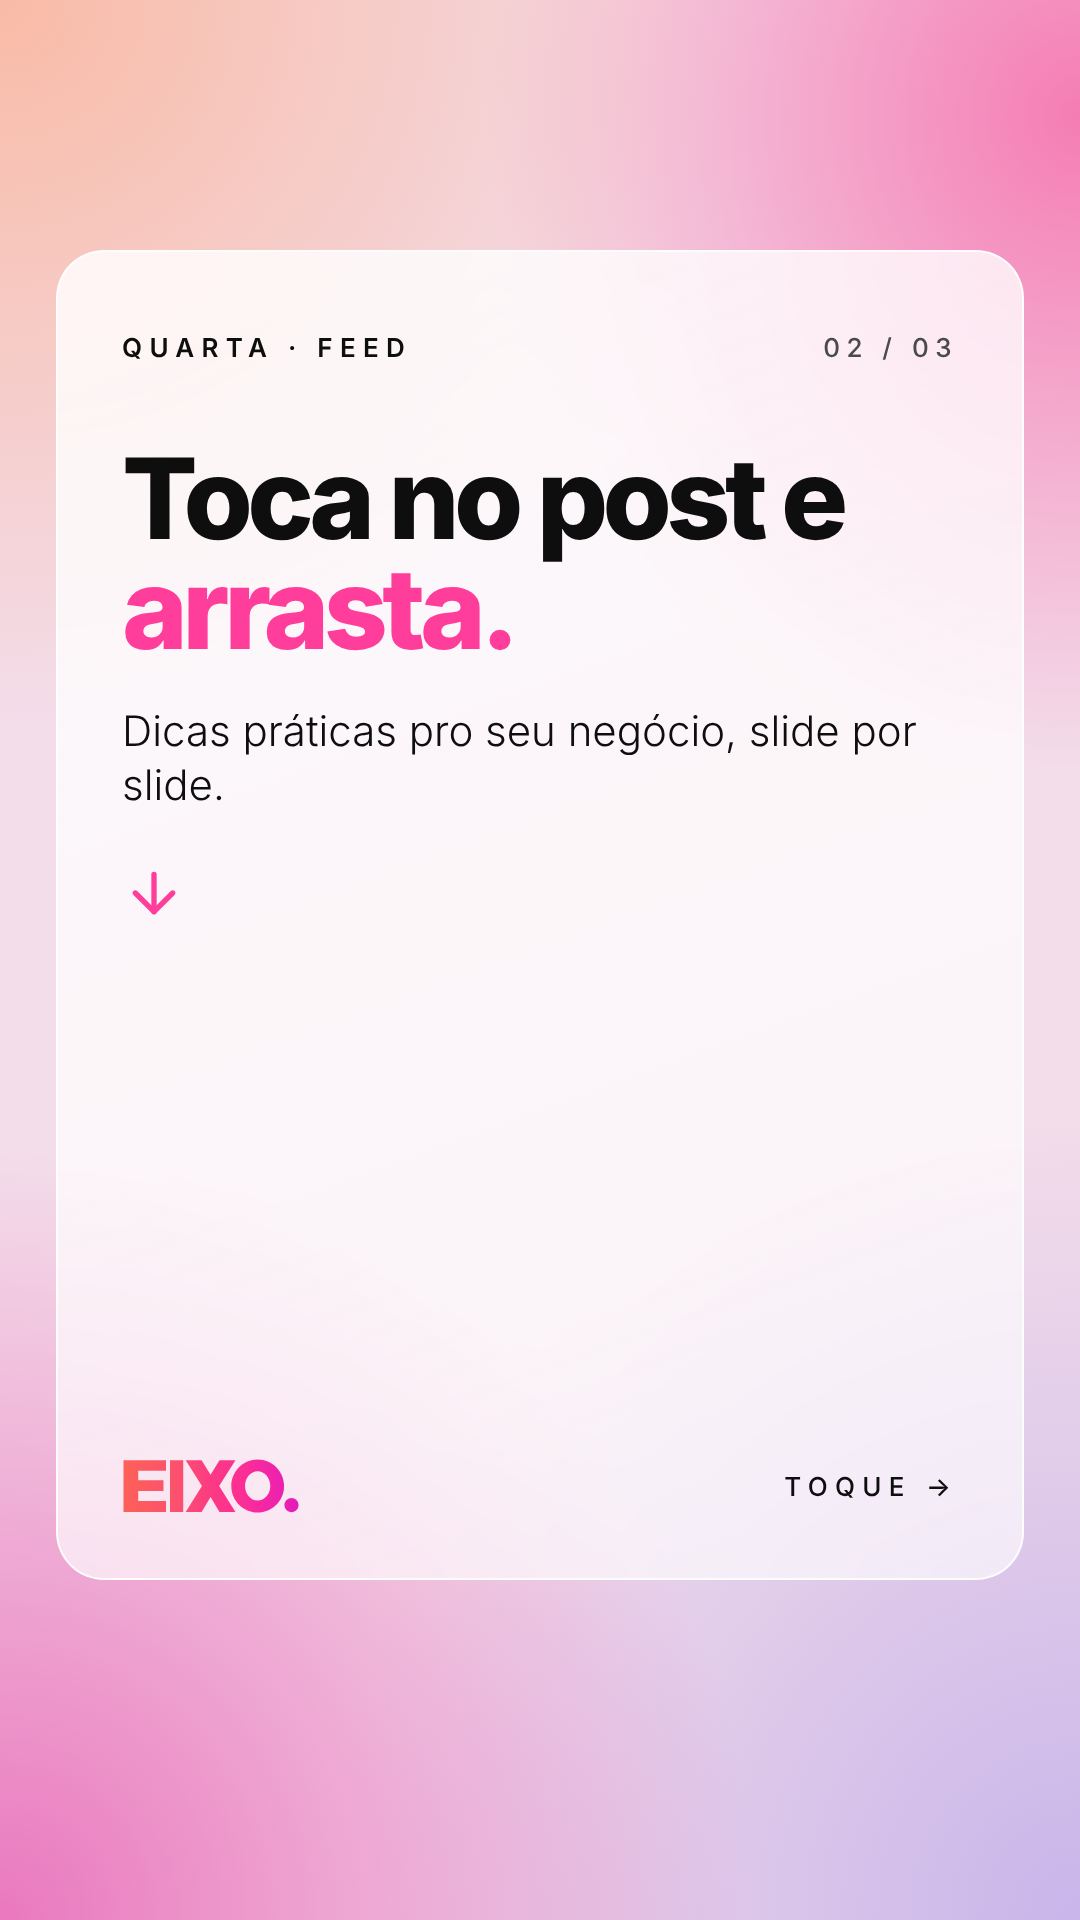 QUARTA · FEED
02 / 03
Toca no post e
arrasta.
Dicas práticas pro seu negócio, slide por
slide.
↓
EIXO.
TOQUE →